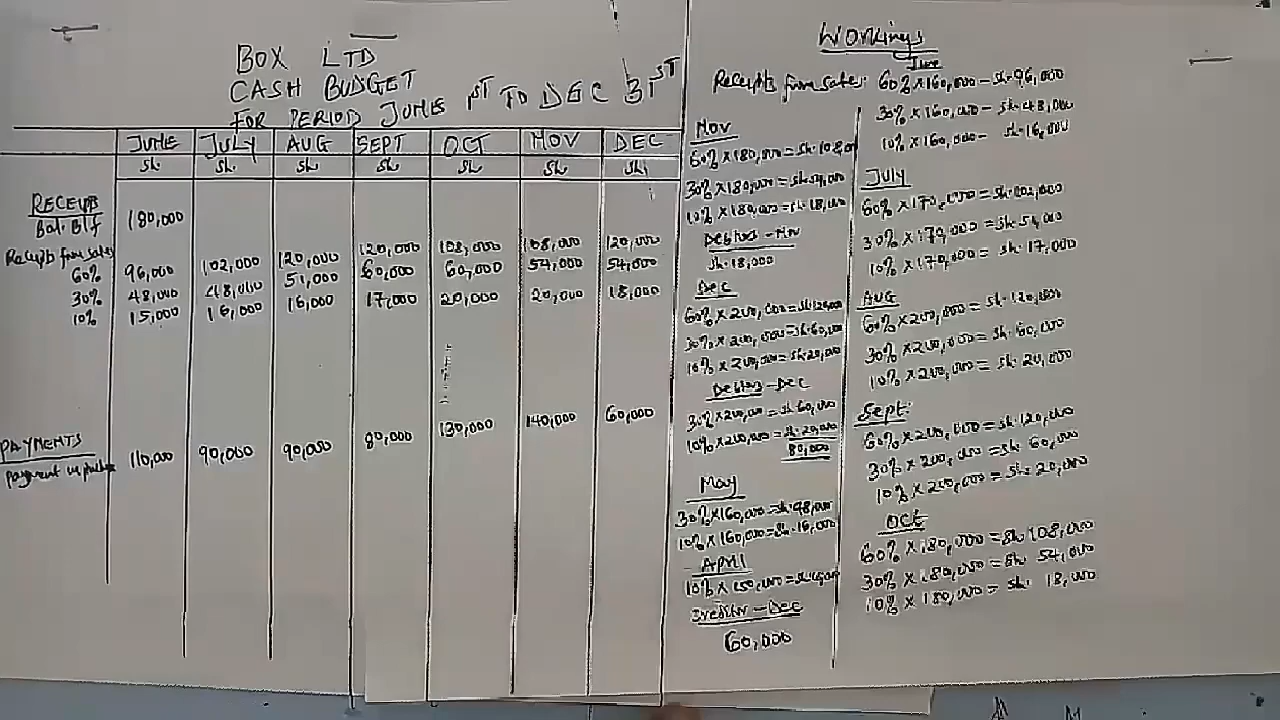 BOX LTD
CASH BUDGET
FOR PERIOD JUNE 1ST TO DEC 31ST
JUNE JULY AUG SEPT OCT NOV DEC
sh. sh. sh. sh. sh. sh. sh.
RECEIPTS
Bal. B/f 180,000
Receipts from sales
60% 96,000 102,000 120,000 120,000 108,000 108,000 120,000
30% 48,000 48,000 51,000 60,000 60,000 54,000 54,000
10% 15,000 16,000 16,000 17,000 20,000 20,000 18,000
PAYMENTS
payment 110,000 90,000 90,000 80,000 130,000 140,000 60,000
Workings
June
Receipts from sales: 60% x 160,000 - sh. 96,000
30% x 160,000 - sh. 48,000
10% x 160,000 - sh. 16,000
Nov
60% x 180,000 = sh. 108,000
30% x 180,000 = sh. 54,000
10% x 180,000 = sh. 18,000
Debtors - Nov
sh. 18,000
Dec
60% x 200,000 = sh. 120,000
30% x 200,000 = sh. 60,000
10% x 200,000 = sh. 20,000
Debtors - Dec
30% x 200,000 = sh. 60,000
10% x 200,000 = sh. 20,000
80,000
May
30% x 160,000 = sh. 48,000
10% x 160,000 = sh. 16,000
- April
10% x 150,000 = sh.
Creditor - Dec
60,000
July
60% x 170,000 = sh. 102,000
30% x 170,000 = sh. 51,000
10% x 170,000 = sh. 17,000
AUG
60% x 200,000 = sh. 120,000
30% x 200,000 = sh. 60,000
10% x 200,000 = sh. 20,000
Sept:
60% x 200,000 = sh. 120,000
30% x 200,000 = sh. 60,000
10% x 200,000 = sh. 20,000
OCT
60% x 180,000 = sh. 108,000
30% x 180,000 = sh. 54,000
10% x 180,000 = sh. 18,000